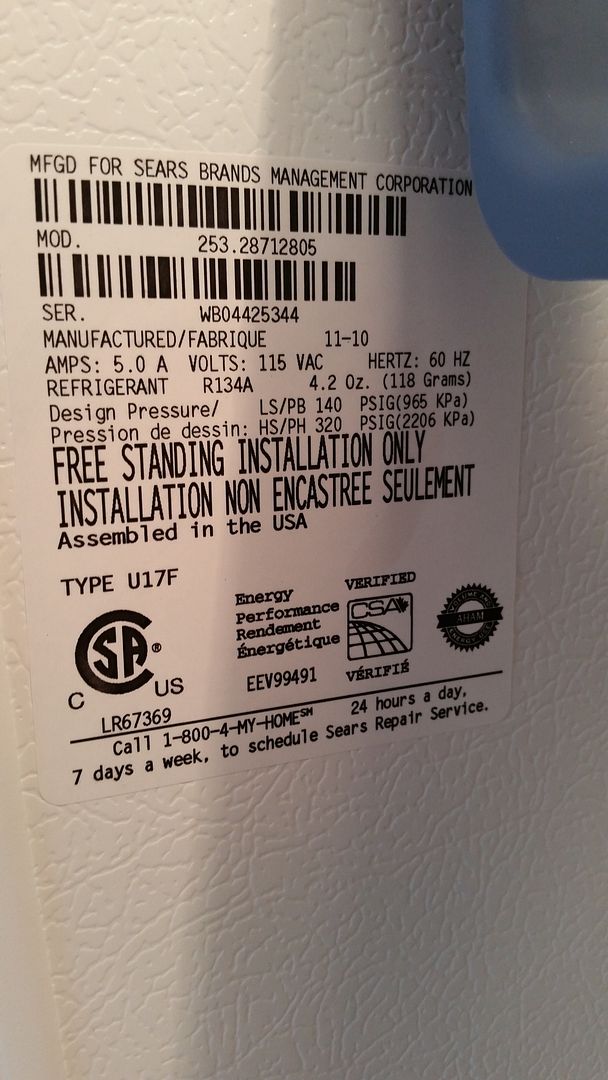 MFGD FOR SEARS BRANDS MANAGEMENT CORPORATION
MOD. 253.28712805
SER. WB04425344
MANUFACTURED/FABRIQUE 11-10
AMPS: 5.0 A VOLTS: 115 VAC HERTZ: 60 HZ
REFRIGERANT R134A 4.2 Oz. (118 Grams)
Design Pressure/ LS/PB 140 PSIG(965 KPa)
Pression de dessin: HS/PH 320 PSIG(2206 KPa)
FREE STANDING INSTALLATION ONLY
INSTALLATION NON ENCASTREE SEULEMENT
Assembled in the USA
TYPE U17F
SA®
C US
LR67369
Energy
Performance
Rendement
Énergétique
EEV99491
VERIFIED
CSA
VÉRIFIÉ
AHAM
Call 1-800-4-MY-HOME℠ 24 hours a day,
7 days a week, to schedule Sears Repair Service.